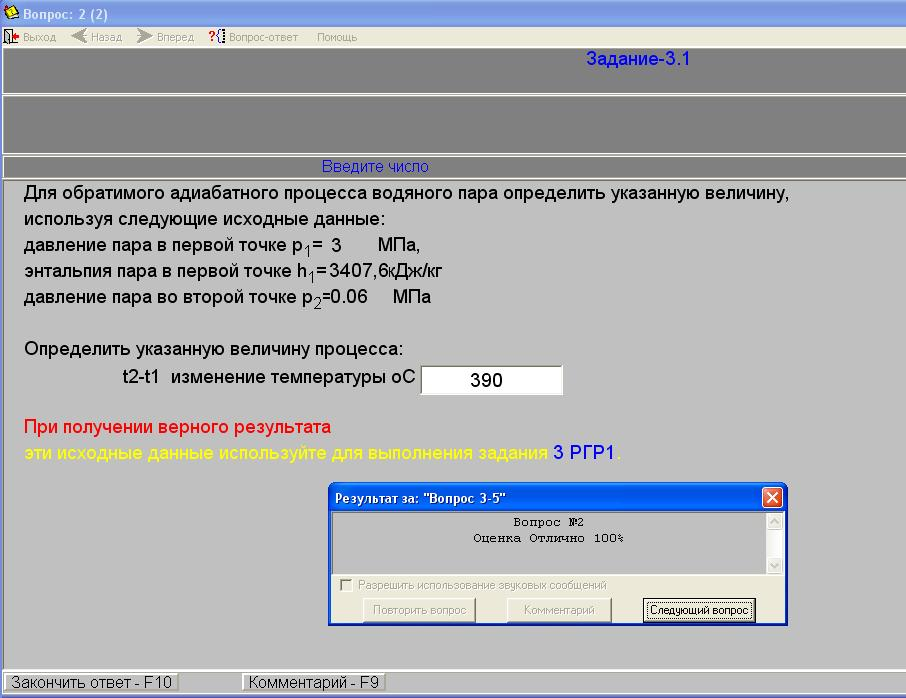 Вопрос: 2 (2)
Выход Назад Вперед Вопрос-ответ Помощь
Задание-3.1
Введите число
Для обратимого адиабатного процесса водяного пара определить указанную величину,
используя следующие исходные данные:
давление пара в первой точке p1= 3 МПа,
энтальпия пара в первой точке h1=3407,6кДж/кг
давление пара во второй точке p2=0.06 МПа
Определить указанную величину процесса:
t2-t1 изменение температуры оС 390
При получении верного результата
эти исходные данные используйте для выполнения задания 3 РГР1.
Результат за: "Вопрос 3-5"
Вопрос №2
Оценка Отлично 100%
Разрешить использование звуковых сообщений
Повторить вопрос Комментарий Следующий вопрос
Закончить ответ - F10 Комментарий - F9